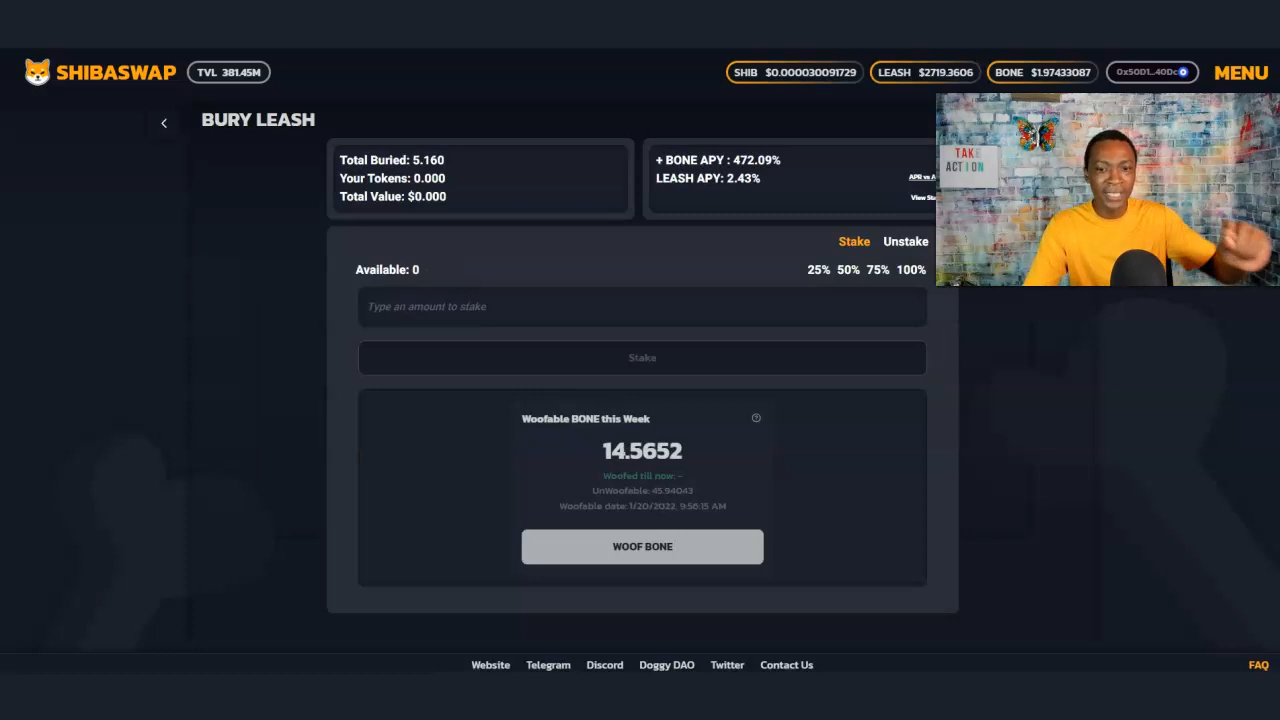 SHIBASWAP TVL 381.45M SHIB $0.000030091729 LEASH $2719.3606 BONE $1.97433087 0x50D1...40Dc MENU
BURY LEASH
Total Buried: 5.160
Your Tokens: 0.000
Total Value: $0.000
+ BONE APY : 472.09%
LEASH APY: 2.43%
APR vs A
View Sta
TAKE
ACTION
Stake Unstake
Available: 0 25% 50% 75% 100%
Type an amount to stake
Stake
Woofable BONE this Week
14.5652
Woofed till now: -
UnWoofable: 45.94043
Woofable date: 1/20/2022, 9:56:15 AM
WOOF BONE
Website Telegram Discord Doggy DAO Twitter Contact Us FAQ